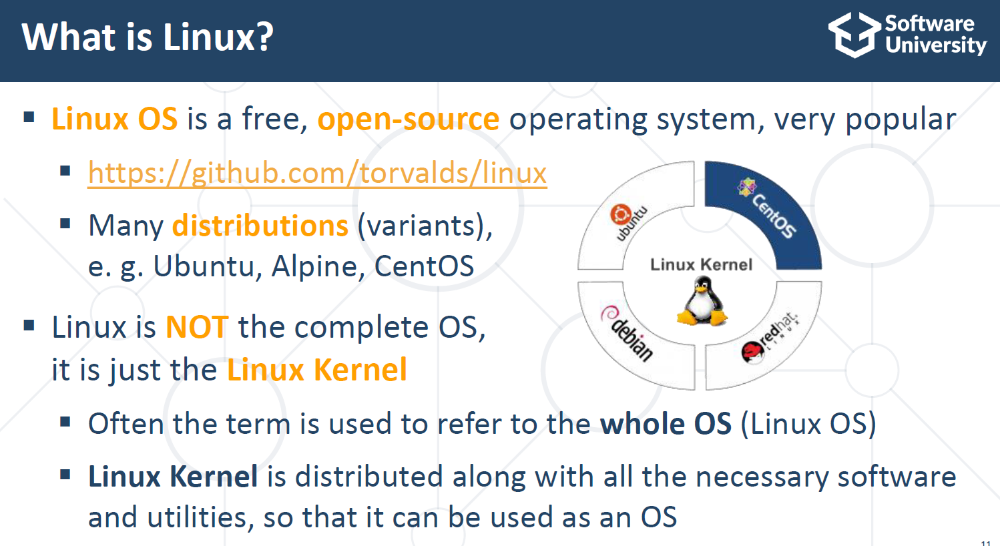 What is Linux?
Software
University
▪ Linux OS is a free, open-source operating system, very popular
▪ https://github.com/torvalds/linux
▪ Many distributions (variants),
e. g. Ubuntu, Alpine, CentOS
▪ Linux is NOT the complete OS,
it is just the Linux Kernel
▪ Often the term is used to refer to the whole OS (Linux OS)
▪ Linux Kernel is distributed along with all the necessary software
and utilities, so that it can be used as an OS
ubuntu
CentOS
Linux Kernel
debian
redhat
LINUX
11